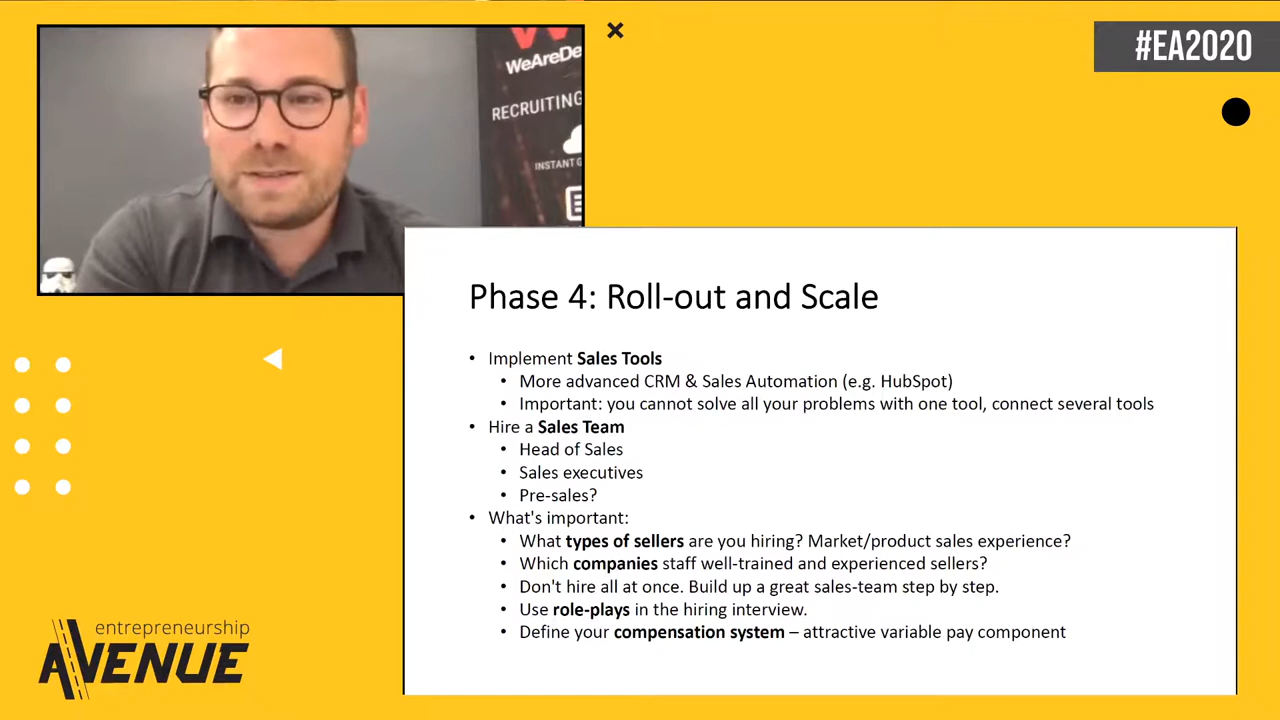 #EA2020
WeAreDe
RECRUITING
INSTANT
Phase 4: Roll-out and Scale
• Implement Sales Tools
• More advanced CRM & Sales Automation (e.g. HubSpot)
• Important: you cannot solve all your problems with one tool, connect several tools
• Hire a Sales Team
• Head of Sales
• Sales executives
• Pre-sales?
• What's important:
• What types of sellers are you hiring? Market/product sales experience?
• Which companies staff well-trained and experienced sellers?
• Don't hire all at once. Build up a great sales-team step by step.
• Use role-plays in the hiring interview.
• Define your compensation system – attractive variable pay component
entrepreneurship
AVENUE